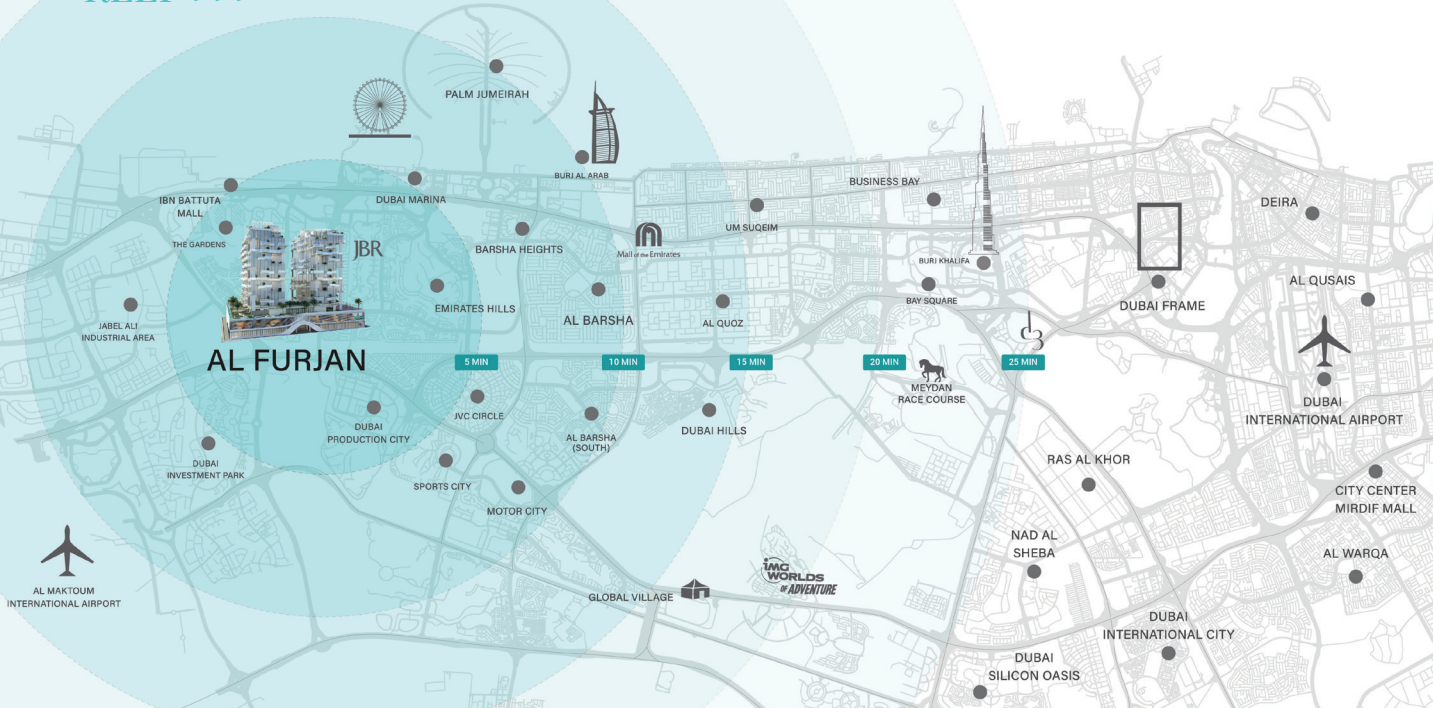 PALM JUMEIRAH
BURJ AL ARAB
IBN BATTUTA
MALL
DUBAI MARINA
BUSINESS BAY
DEIRA
THE GARDENS
JBR
BARSHA HEIGHTS
Mall of the Emirates
UM SUQEIM
BURJ KHALIFA
AL QUSAIS
JABEL ALI
INDUSTRIAL AREA
EMIRATES HILLS
AL BARSHA
AL QUOZ
BAY SQUARE
d3
DUBAI FRAME
AL FURJAN
5 MIN
10 MIN
15 MIN
20 MIN
25 MIN
MEYDAN
RACE COURSE
DUBAI
INTERNATIONAL AIRPORT
DUBAI
PRODUCTION CITY
JVC CIRCLE
AL BARSHA
(SOUTH)
DUBAI HILLS
DUBAI
INVESTMENT PARK
SPORTS CITY
MOTOR CITY
RAS AL KHOR
CITY CENTER
MIRDIF MALL
AL MAKTOUM
INTERNATIONAL AIRPORT
GLOBAL VILLAGE
iMG
WORLDS
OF ADVENTURE
NAD AL
SHEBA
AL WARQA
DUBAI
INTERNATIONAL CITY
DUBAI
SILICON OASIS